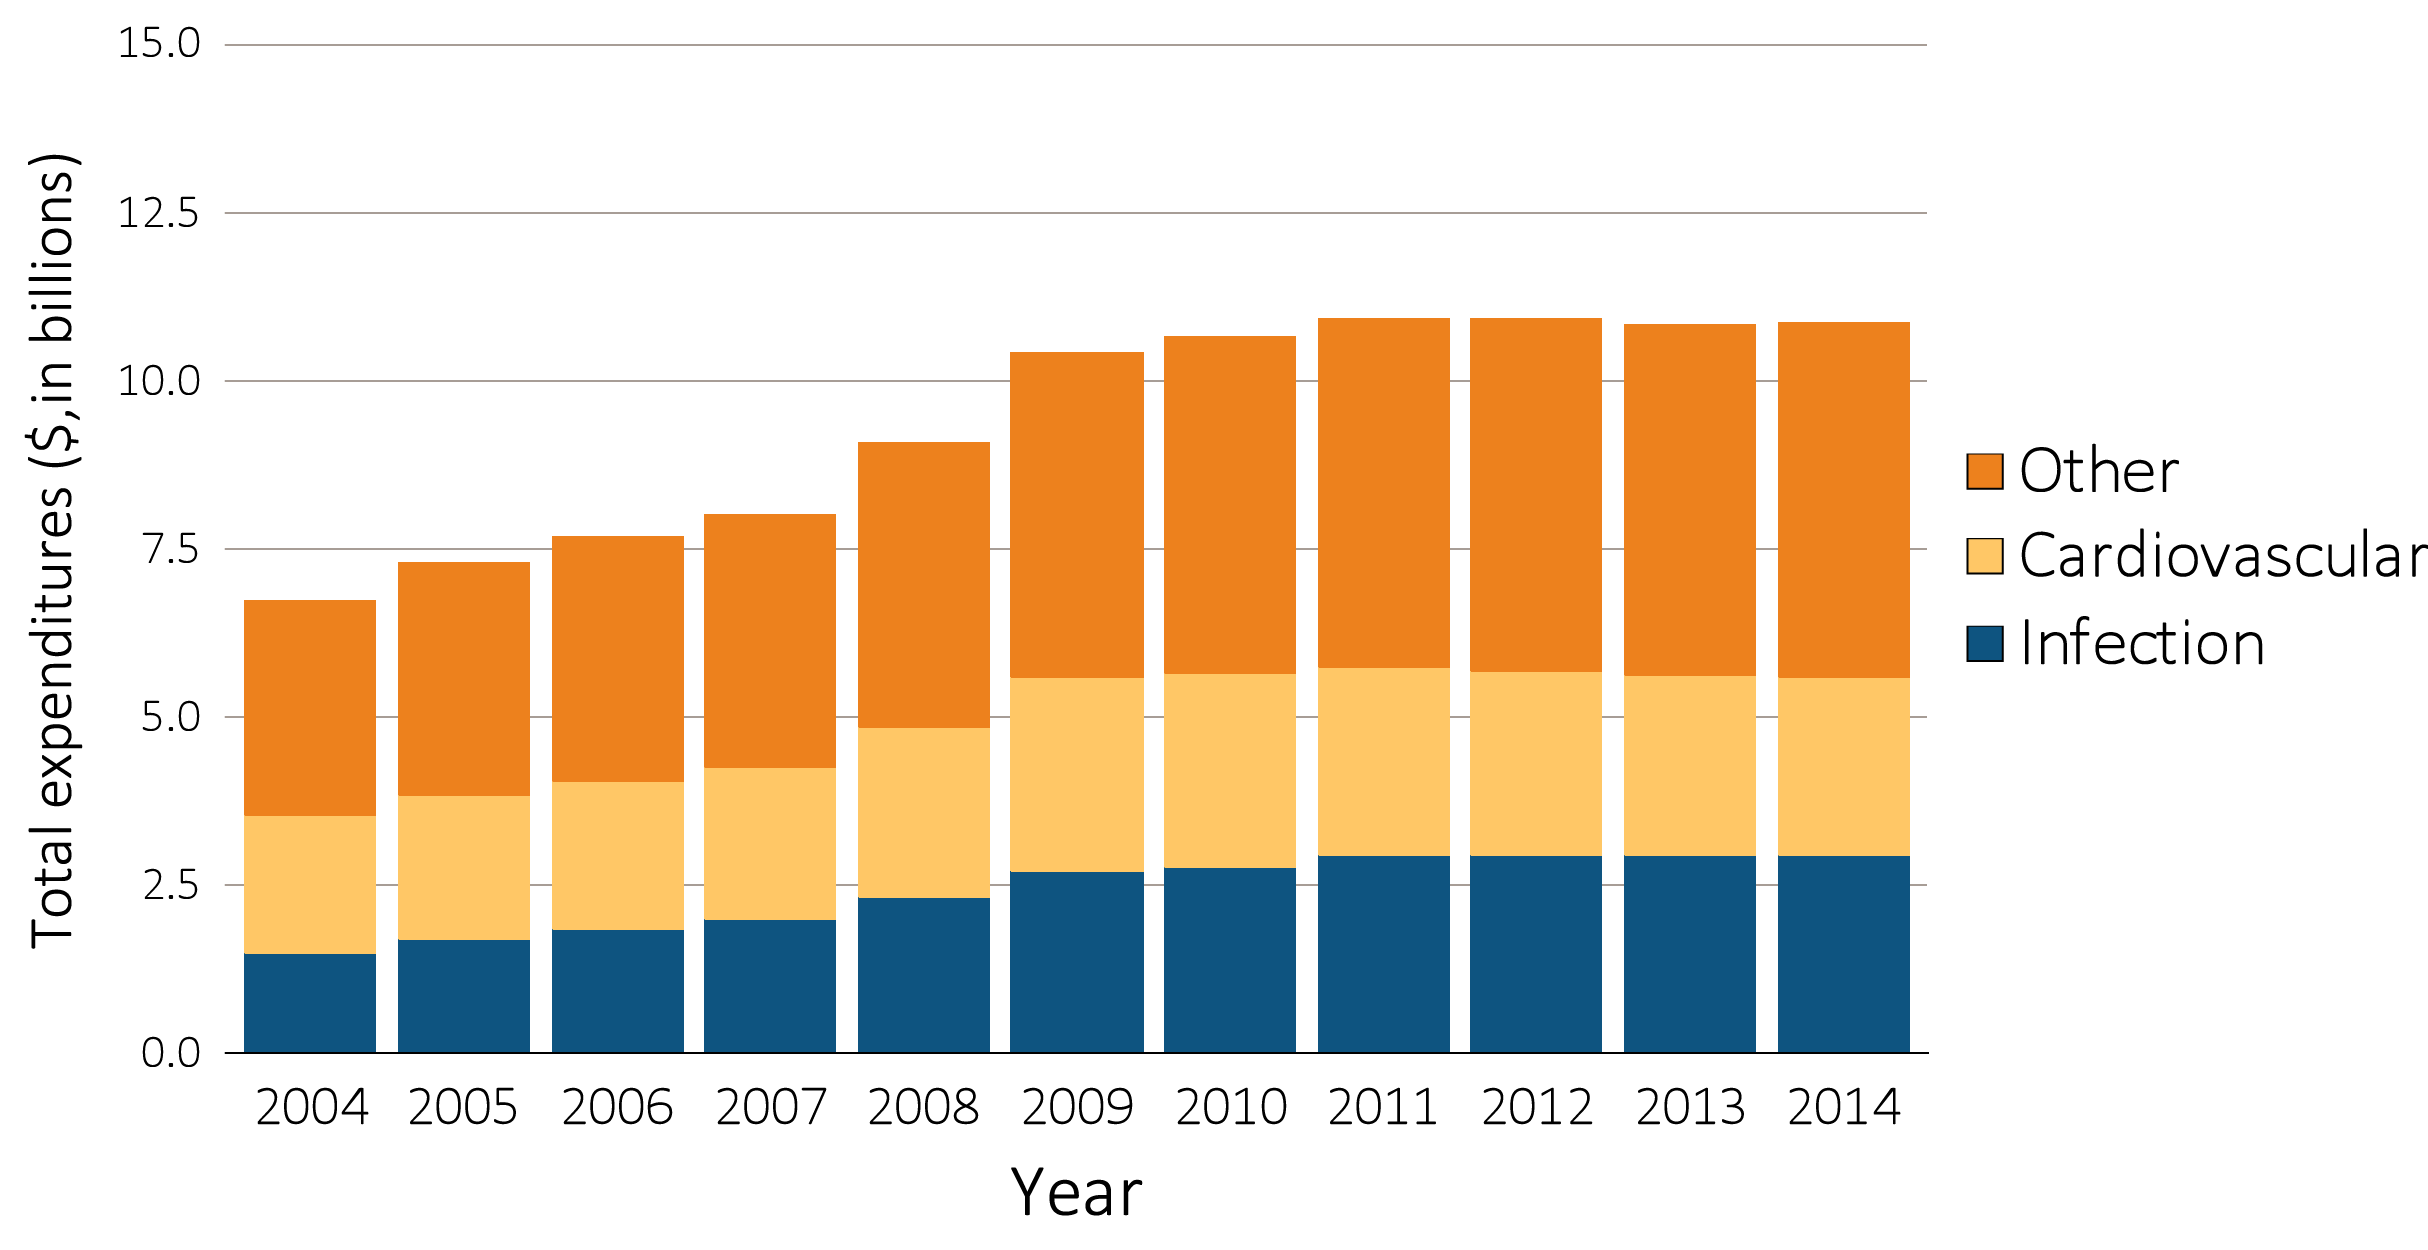 Total expenditures ($,in billions)
15.0
12.5
10.0
7.5
5.0
2.5
0.0
2004 2005 2006 2007 2008 2009 2010 2011 2012 2013 2014
Year
Other
Cardiovascular
Infection